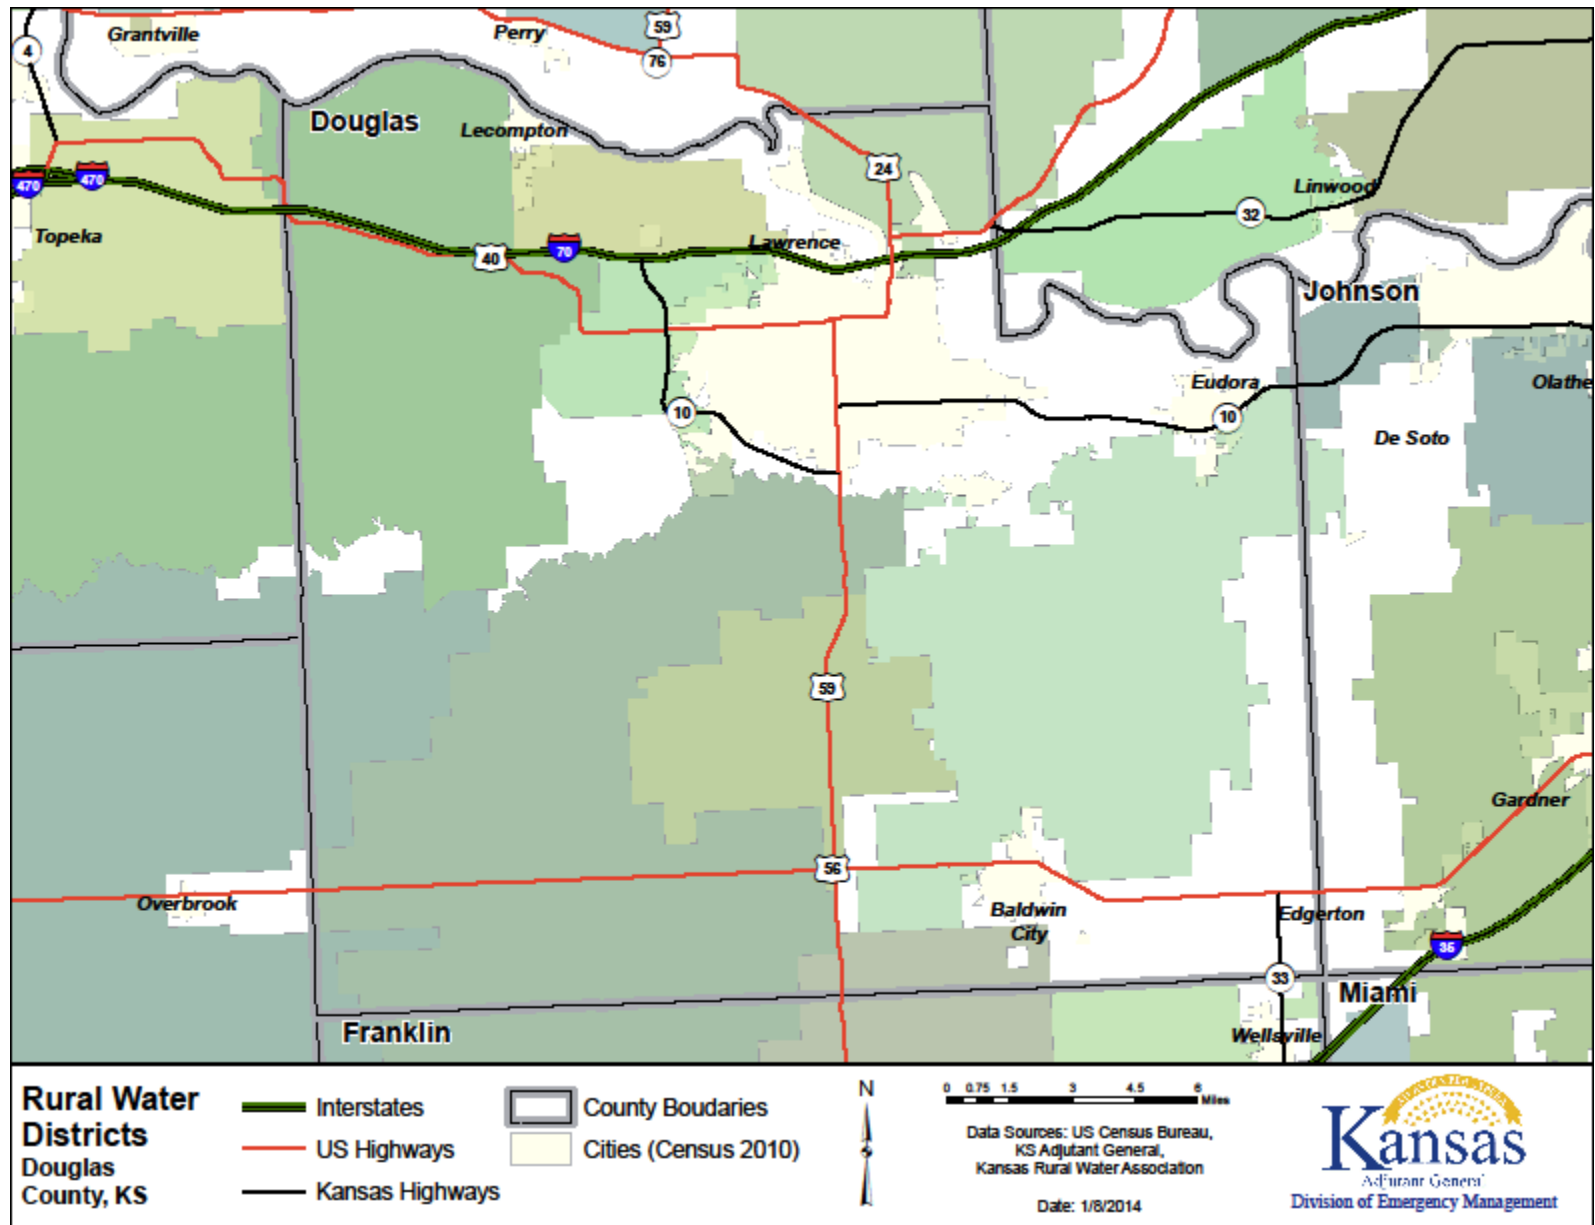 Grantville
Perry
59
4
76
Douglas
Lecompton
24
470
470
Linwood
32
Topeka
Lawrence
40
70
Johnson
Eudora
Olathe
10
10
De Soto
59
Gardner
56
Overbrook
Baldwin
City
Edgerton
35
33
Miami
Franklin
Wellsville
Rural Water
Districts
Douglas
County, KS
Interstates
US Highways
Kansas Highways
County Boudaries
Cities (Census 2010)
N
0 0.75 1.5 3 4.5 6
Miles
Data Sources: US Census Bureau,
KS Adjutant General,
Kansas Rural Water Association
Date: 1/8/2014
Kansas
Adjutant General
Division of Emergency Management